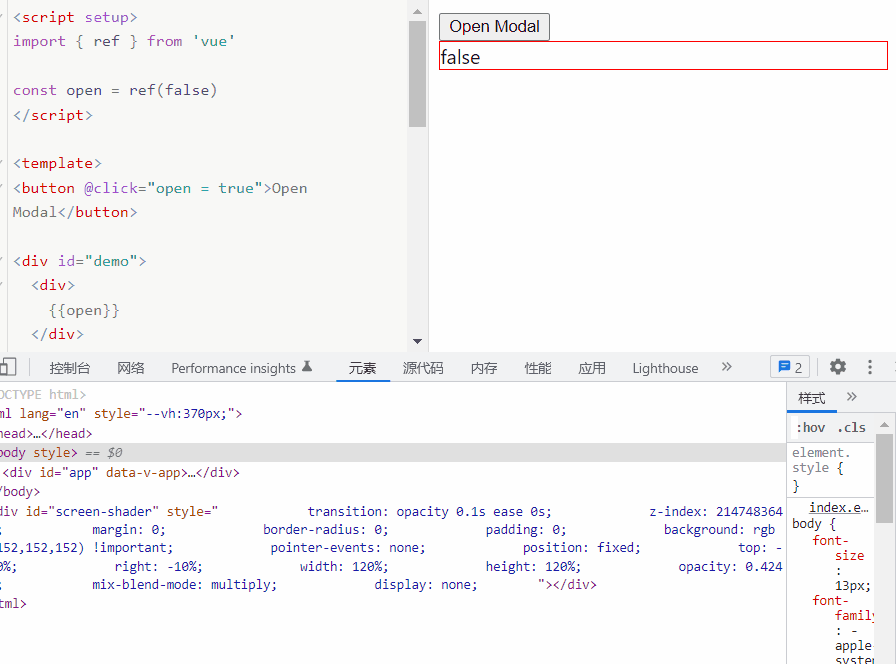 <script setup>
import { ref } from 'vue'
const open = ref(false)
</script>
<template>
<button @click="open = true">Open
Modal</button>
<div id="demo">
<div>
{{open}}
</div>
Open Modal
false
控制台 网络 Performance insights 元素 源代码 内存 性能 应用 Lighthouse » 2
OCTYPE html>
ml lang="en" style="--vh:370px;">
head>…</head>
body style> == $0
<div id="app" data-v-app>…</div>
/body>
div id="screen-shader" style=" transition: opacity 0.1s ease 0s; z-index: 214748364
; margin: 0; border-radius: 0; padding: 0; background: rgb
152,152,152) !important; pointer-events: none; position: fixed; top: -
0%; right: -10%; width: 120%; height: 120%; opacity: 0.424
; mix-blend-mode: multiply; display: none; "></div>
tml>
样式 »
:hov .cls
element.
style {
}
index.e…
body {
font-
size
:
13px;
font-
family
: -
apple-
system